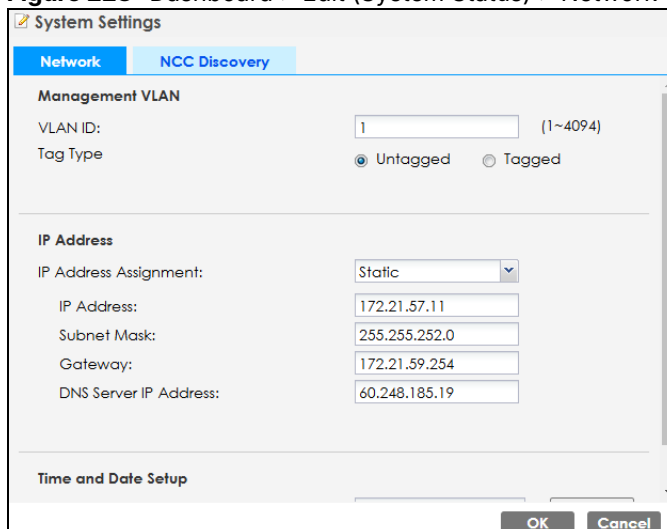 System Settings
Network NCC Discovery
Management VLAN
VLAN ID: 1 (1~4094)
Tag Type Untagged Tagged
IP Address
IP Address Assignment: Static
IP Address: 172.21.57.11
Subnet Mask: 255.255.252.0
Gateway: 172.21.59.254
DNS Server IP Address: 60.248.185.19
Time and Date Setup
OK Cancel